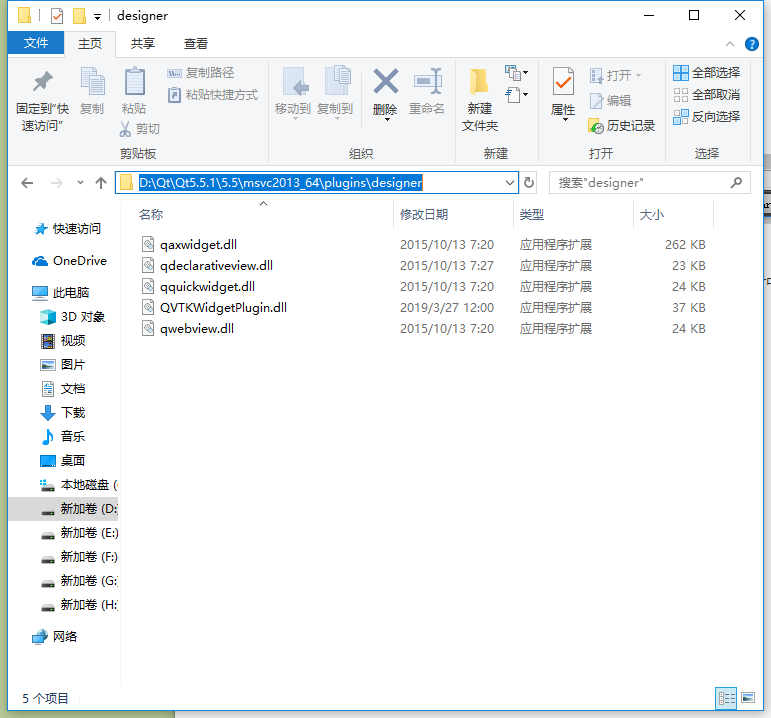 designer
文件 主页 共享 查看
固定到“快速访问”
复制
粘贴
复制路径
粘贴快捷方式
剪切
剪贴板
移动到 复制到 删除 重命名
组织
新建
文件夹
新建
属性
打开
编辑
历史记录
打开
全部选择
全部取消
反向选择
选择
D:\Qt\Qt5.5.1\5.5\msvc2013_64\plugins\designer
搜索"designer"
名称 修改日期 类型 大小
快速访问
OneDrive
此电脑
3D 对象
视频
图片
文档
下载
音乐
桌面
本地磁盘 (
新加卷 (D:
新加卷 (E:)
新加卷 (F:)
新加卷 (G:
新加卷 (H:
网络
qaxwidget.dll 2015/10/13 7:20 应用程序扩展 262 KB
qdeclarativeview.dll 2015/10/13 7:27 应用程序扩展 23 KB
qquickwidget.dll 2015/10/13 7:20 应用程序扩展 24 KB
QVTKWidgetPlugin.dll 2019/3/27 12:00 应用程序扩展 37 KB
qwebview.dll 2015/10/13 7:20 应用程序扩展 24 KB
5 个项目